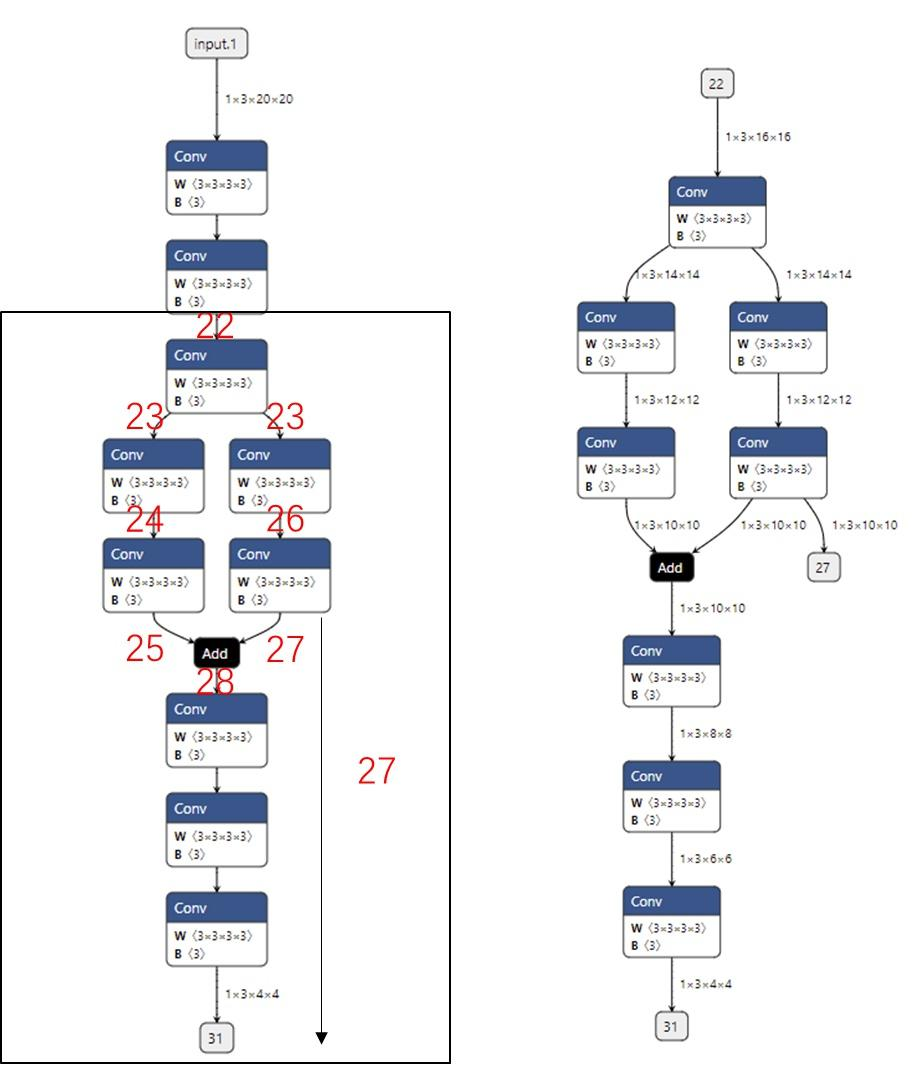 input.1
1×3×20×20
Conv
W 〈3×3×3×3〉
B 〈3〉
Conv
W 〈3×3×3×3〉
B 〈3〉
22
Conv
W 〈3×3×3×3〉
B 〈3〉
23
23
Conv
W 〈3×3×3×3〉
B 〈3〉
Conv
W 〈3×3×3×3〉
B 〈3〉
24
26
Conv
W 〈3×3×3×3〉
B 〈3〉
Conv
W 〈3×3×3×3〉
B 〈3〉
25
Add
27
28
Conv
W 〈3×3×3×3〉
B 〈3〉
27
Conv
W 〈3×3×3×3〉
B 〈3〉
Conv
W 〈3×3×3×3〉
B 〈3〉
1×3×4×4
31
22
1×3×16×16
Conv
W 〈3×3×3×3〉
B 〈3〉
1×3×14×14
1×3×14×14
Conv
W 〈3×3×3×3〉
B 〈3〉
Conv
W 〈3×3×3×3〉
B 〈3〉
1×3×12×12
1×3×12×12
Conv
W 〈3×3×3×3〉
B 〈3〉
Conv
W 〈3×3×3×3〉
B 〈3〉
1×3×10×10
1×3×10×10
1×3×10×10
Add
27
1×3×10×10
Conv
W 〈3×3×3×3〉
B 〈3〉
1×3×8×8
Conv
W 〈3×3×3×3〉
B 〈3〉
1×3×6×6
Conv
W 〈3×3×3×3〉
B 〈3〉
1×3×4×4
31